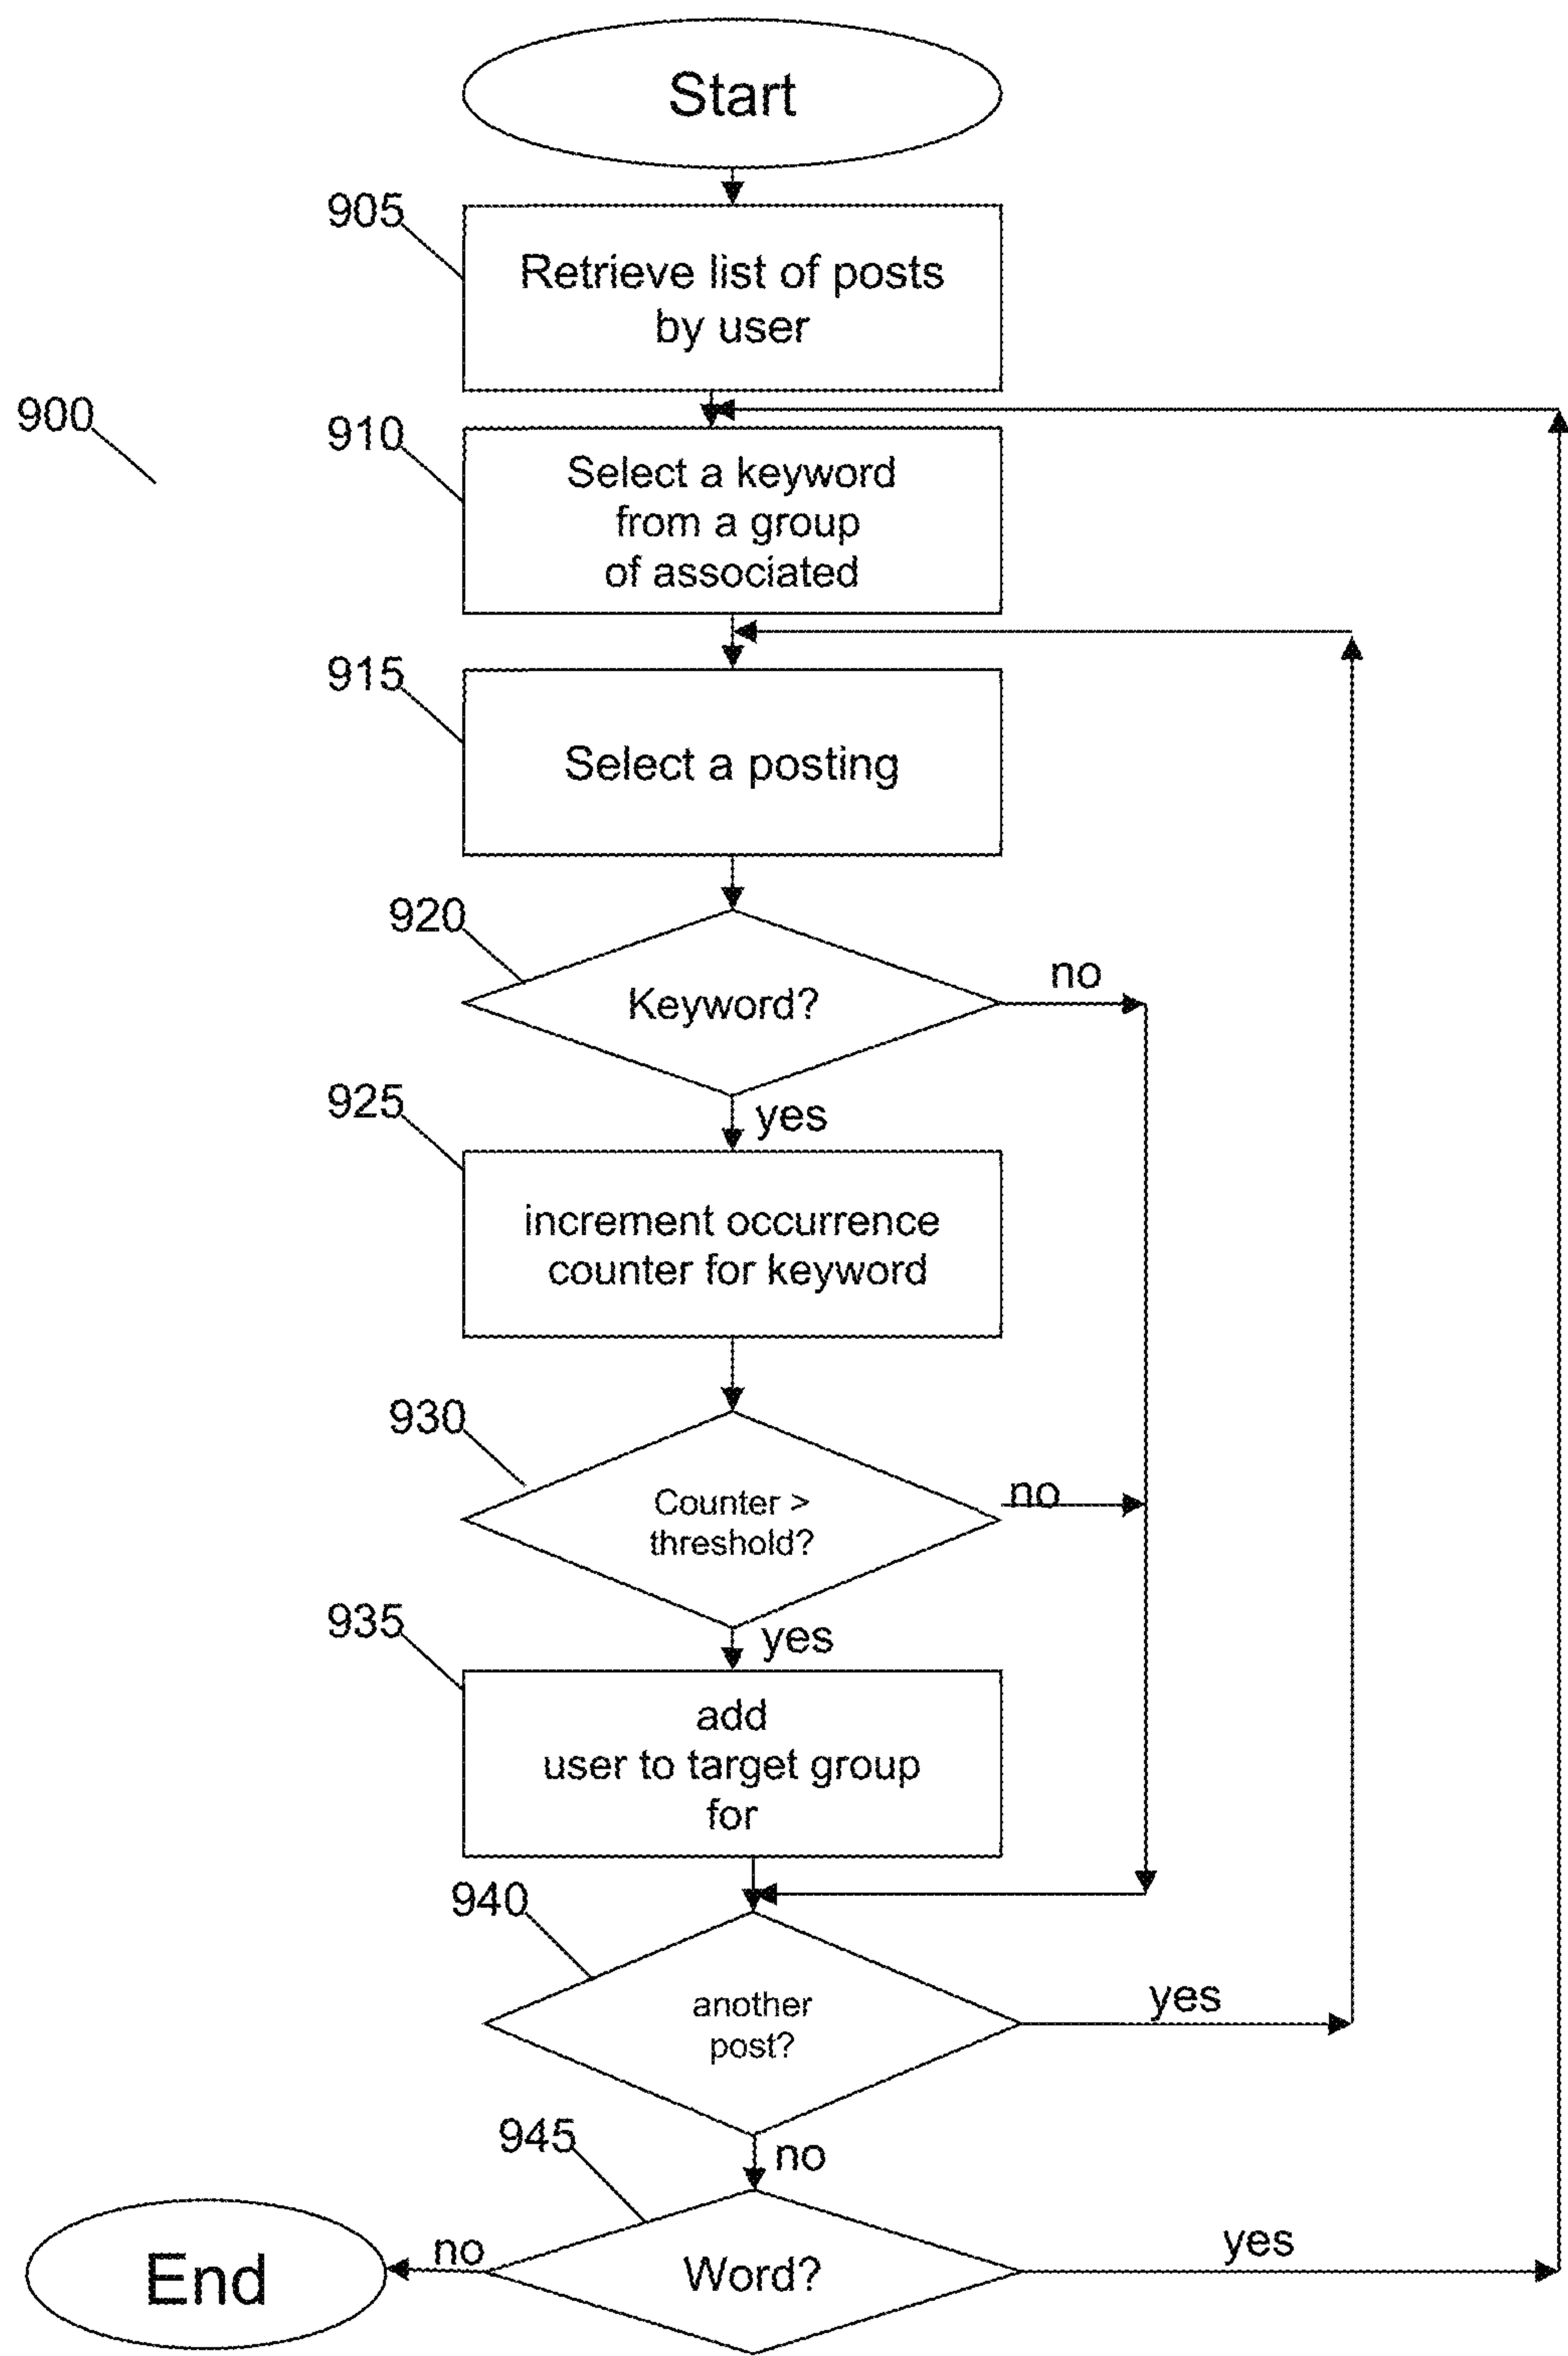 Start
905
Retrieve list of posts
by user
900
910
Select a keyword
from a group
of associated
915
Select a posting
920
Keyword?
no
925
yes
increment occurrence
counter for keyword
930
Counter >
threshold?
no
935
yes
add
user to target group
for
940
another
post?
yes
945
no
End
no
Word?
yes